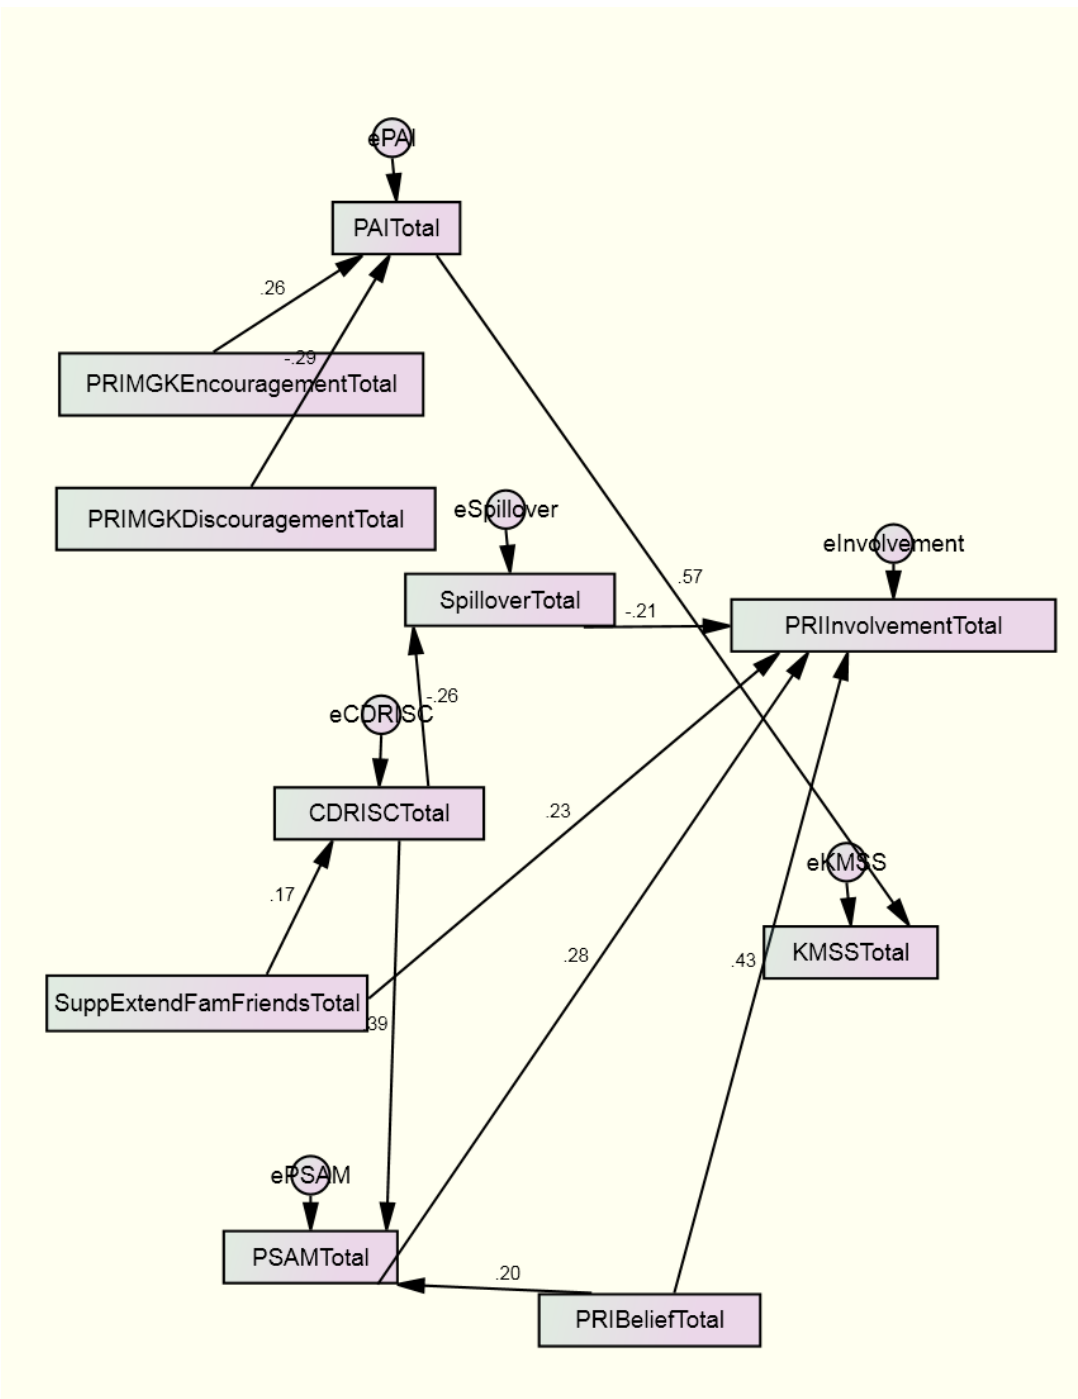 ePAI
PAITotal
.26
-.29
PRIMGKEncouragementTotal
PRIMGKDiscouragementTotal
eSpillover
eInvolvement
.57
SpilloverTotal
-.21
PRIInvolvementTotal
-.26
eCDRISC
CDRISCTotal
.23
eKMSS
.17
KMSSTotal
.28
.43
SuppExtendFamFriendsTotal
39
ePSAM
PSAMTotal
.20
PRIBeliefTotal